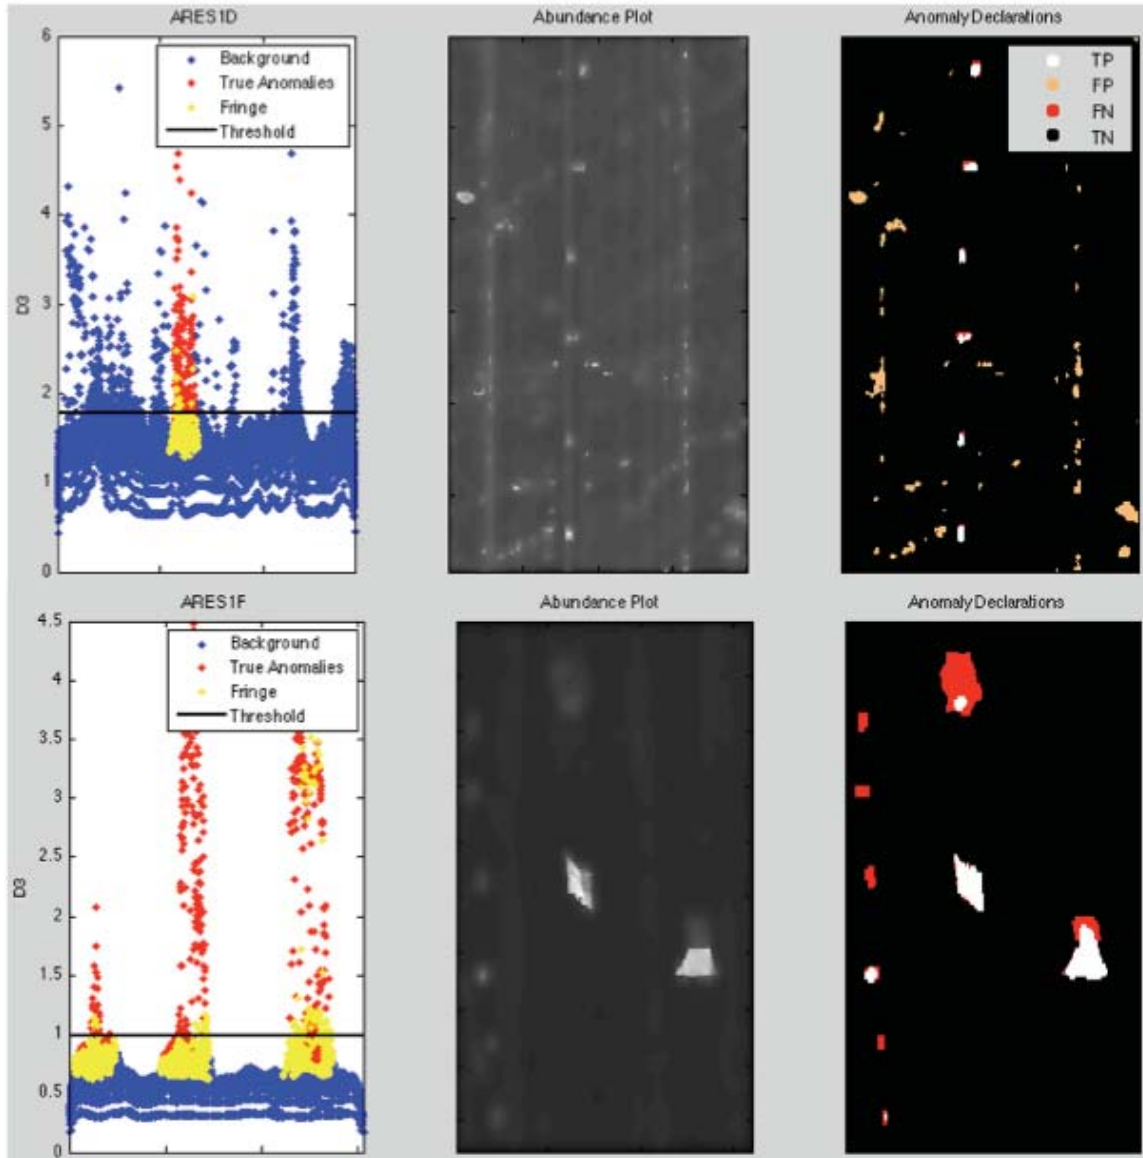 ARES1D
Abundance Plot
Anomaly Declarations
D3
6
5
4
3
2
1
0
Background
True Anomalies
Fringe
Threshold
TP
FP
FN
TN
ARES1F
Abundance Plot
Anomaly Declarations
D3
4.5
4
3.5
3
2.5
2
1.5
1
0.5
0
Background
True Anomalies
Fringe
Threshold